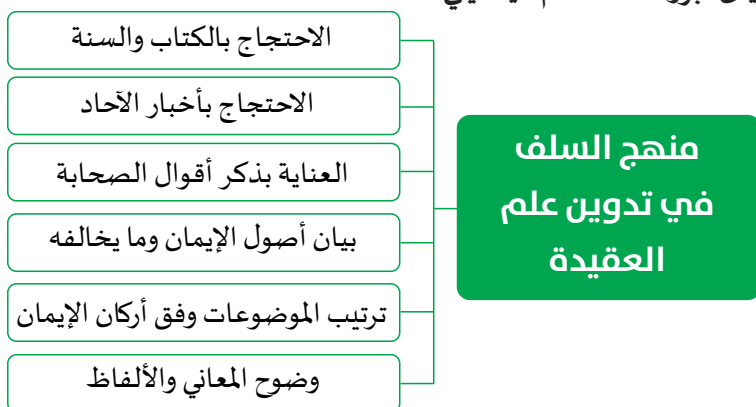 منهج السلف
في تدوين علم
العقيدة
الاحتجاج بالكتاب والسنة
الاحتجاج بأخبار الآحاد
العناية بذكر أقوال الصحابة
بيان أصول الإيمان وما يخالفه
ترتيب الموضوعات وفق أركان الإيمان
وضوح المعاني والألفاظ